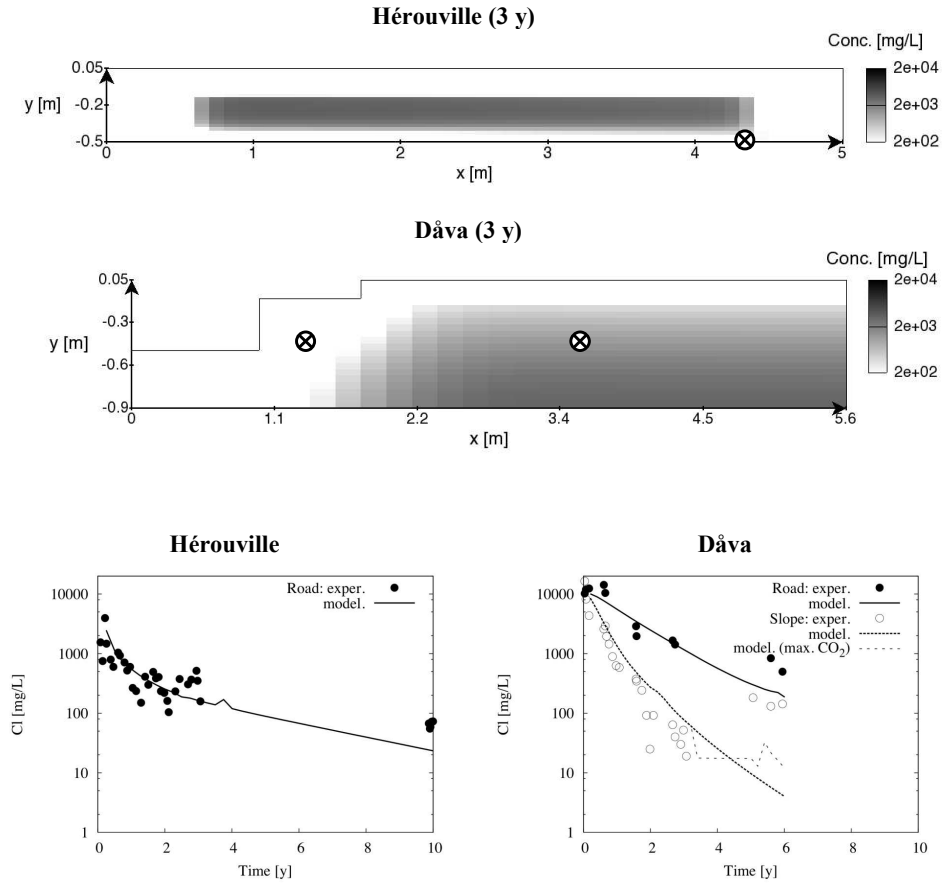 Hérouville (3 y)
Conc. [mg/L]
0.05
y [m]
-0.2
-0.5
0 1 2 3 4 5
x [m]
2e+04
2e+03
2e+02
Dåva (3 y)
Conc. [mg/L]
0.05
-0.3
y [m]
-0.6
-0.9
0 1.1 2.2 3.4 4.5 5.6
x [m]
2e+04
2e+03
2e+02
Hérouville
10000
1000
100
10
1
Cl [mg/L]
Road: exper.
model.
0 2 4 6 8 10
Time [y]
Dåva
10000
1000
100
10
1
Cl [mg/L]
Road: exper.
model.
Slope: exper.
model.
model. (max. CO₂)
0 2 4 6 8 10
Time [y]